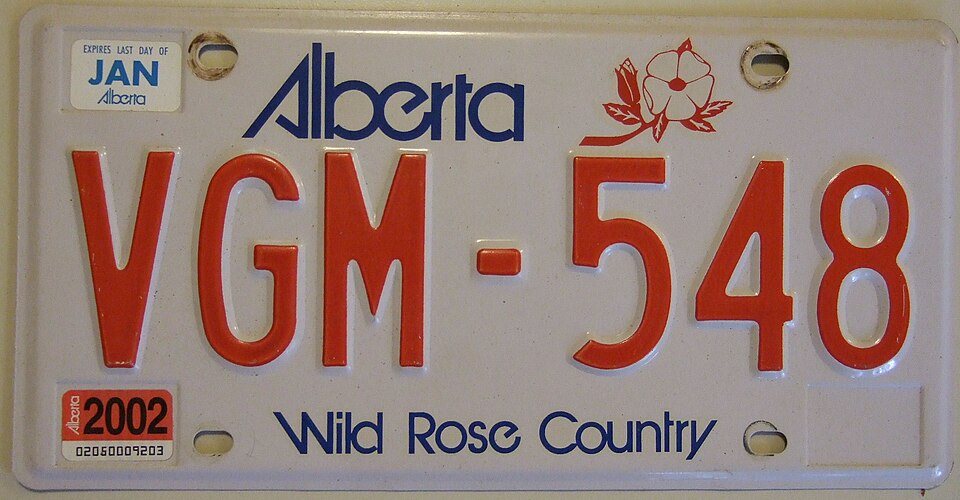 EXPIRES LAST DAY OF
JAN
Alberta
Alberta
VGM-548
Alberta
2002
02060009203
Wild Rose Country